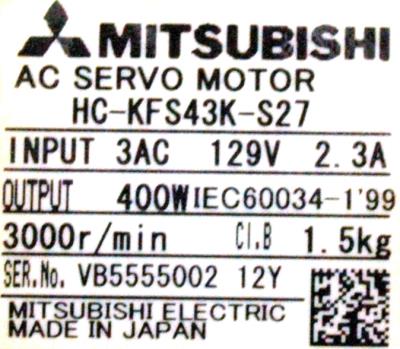 MITSUBISHI
AC SERVO MOTOR
HC-KFS43K-S27
INPUT 3AC 129V 2.3A
OUTPUT 400W IEC60034-1'99
3000r/min CI.B 1.5kg
SER.No. VB5555002 12Y
MITSUBISHI ELECTRIC
MADE IN JAPAN